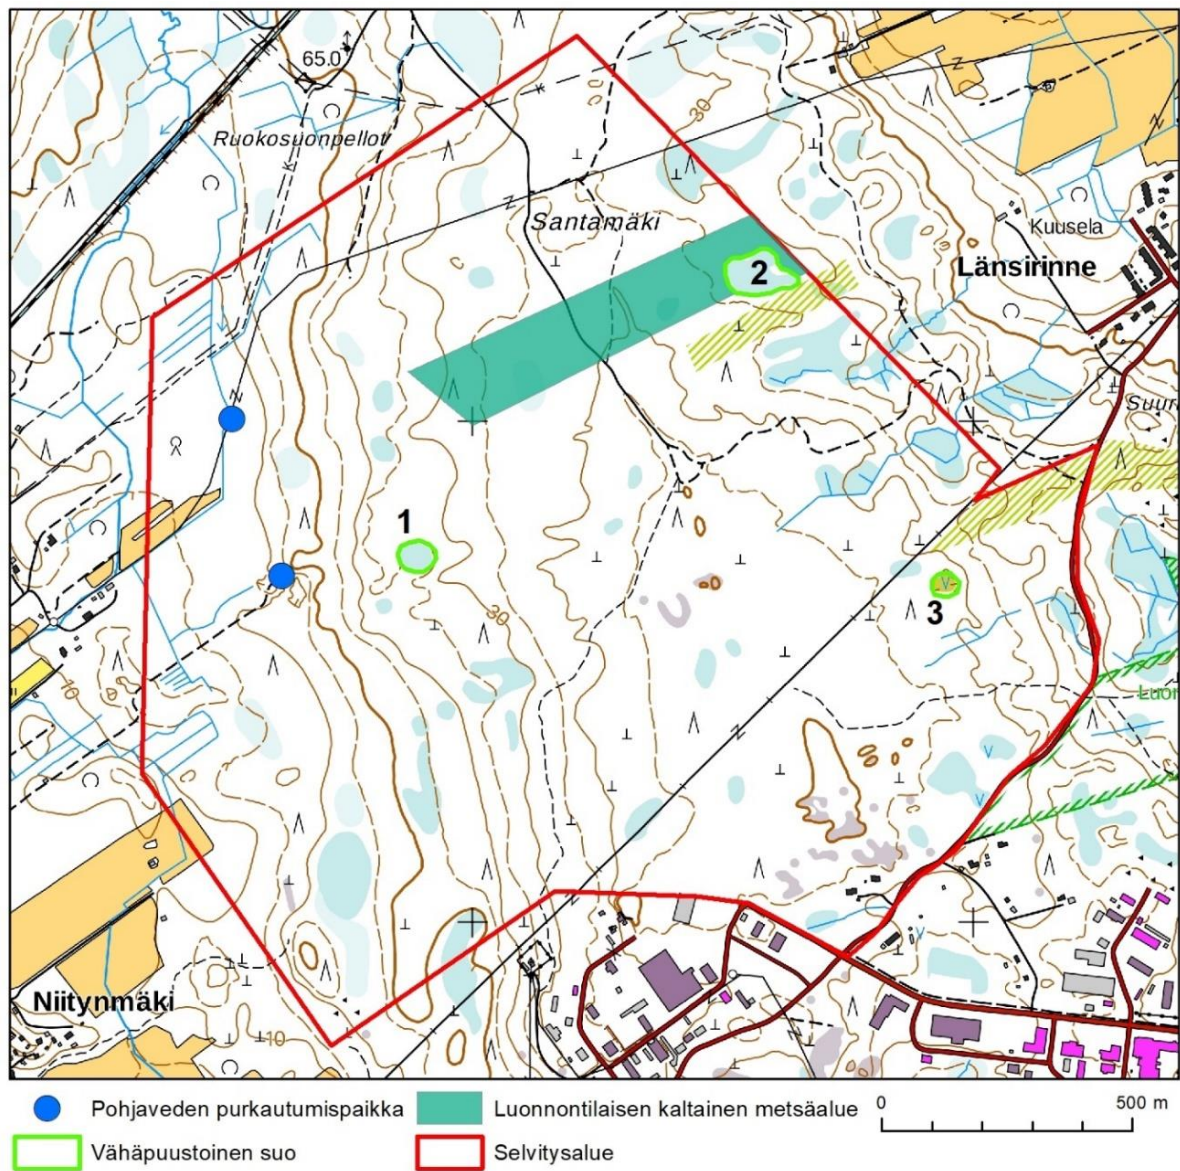 65.0
Ruokosuonpellot
30
Santamäki
Kuusela
2
Länsirinne
Suur
1
3
30
10
Luon
Niitynmäki
10
Pohjaveden purkautumispaikka
Luonnontilaisen kaltainen metsäalue
0 500 m
Vähäpuustoinen suo
Selvitysalue